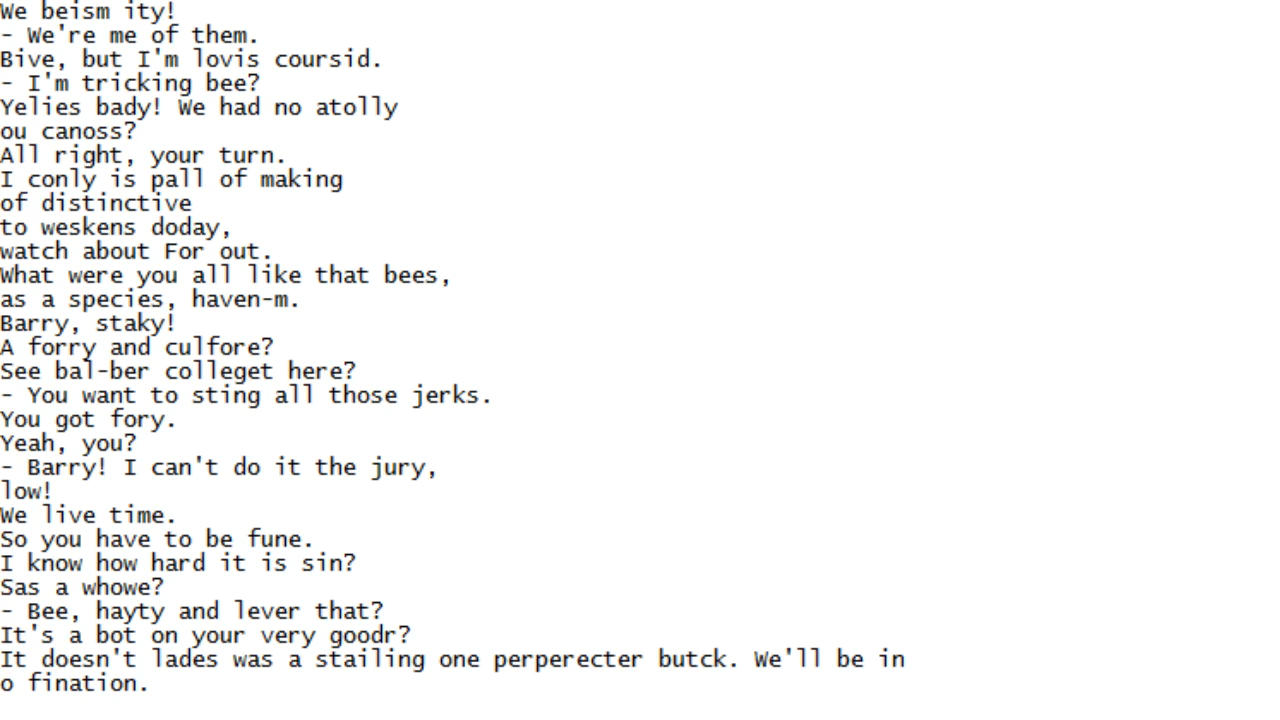 We beism ity!
- We're me of them.
Bive, but I'm lovis coursid.
- I'm tricking bee?
Yelies bady! We had no atolly
ou canoss?
All right, your turn.
I conly is pall of making
of distinctive
to weskens doday,
watch about For out.
What were you all like that bees,
as a species, haven-m.
Barry, staky!
A forry and culfore?
See bal-ber colleget here?
- You want to sting all those jerks.
You got fory.
Yeah, you?
- Barry! I can't do it the jury,
low!
We live time.
So you have to be fune.
I know how hard it is sin?
Sas a whowe?
- Bee, hayty and lever that?
It's a bot on your very goodr?
It doesn't lades was a stailing one perperecter butck. We'll be in
o fination.